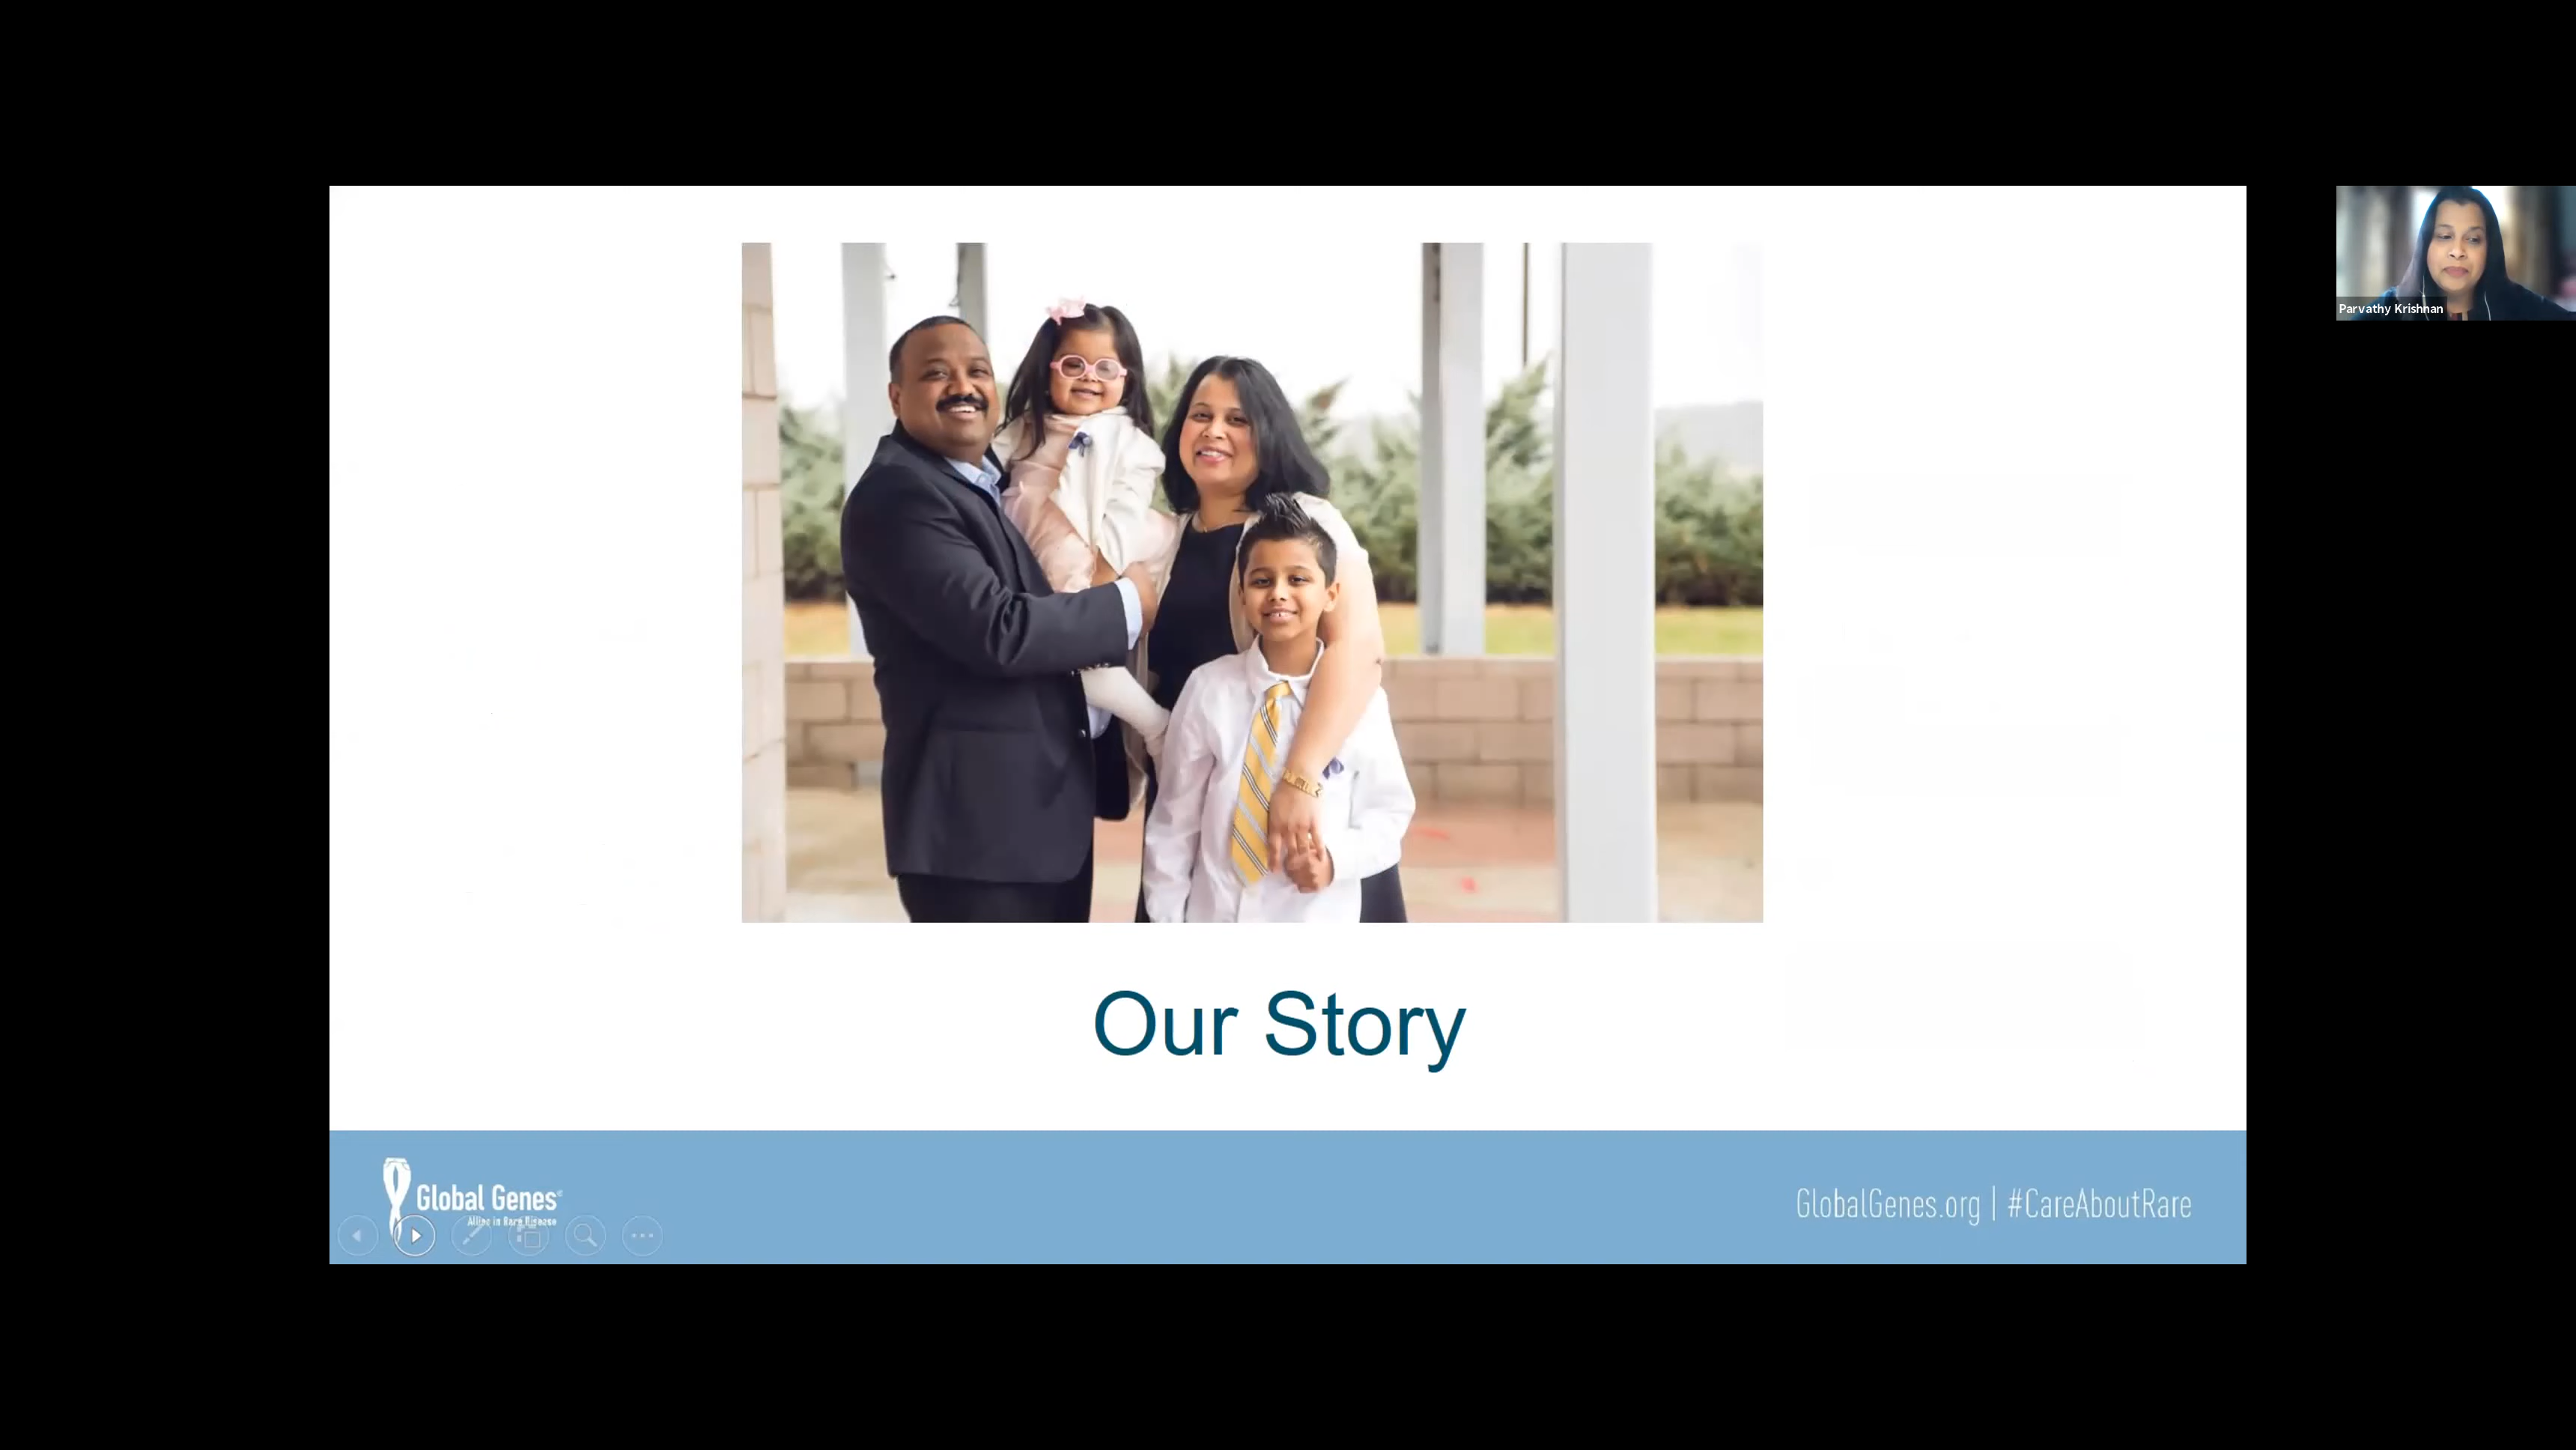 Parvathy Krishnan
Our Story
Global Genes®
Allies in Rare Disease
GlobalGenes.org | #CareAboutRare